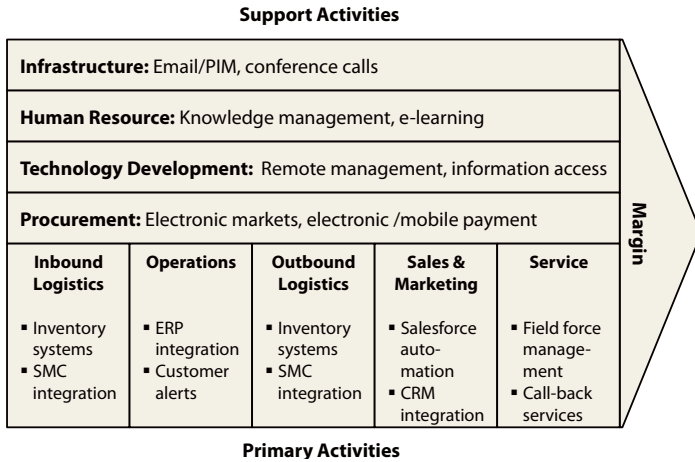 Support Activities
Infrastructure: Email/PIM, conference calls
Human Resource: Knowledge management, e-learning
Technology Development: Remote management, information access
Procurement: Electronic markets, electronic /mobile payment
Margin
Inbound
Logistics
▪ Inventory
systems
▪ SMC
integration
Operations
▪ ERP
integration
▪ Customer
alerts
Outbound
Logistics
▪ Inventory
systems
▪ SMC
integration
Sales &
Marketing
▪ Salesforce
auto-
mation
▪ CRM
integration
Service
▪ Field force
manage-
ment
▪ Call-back
services
Primary Activities